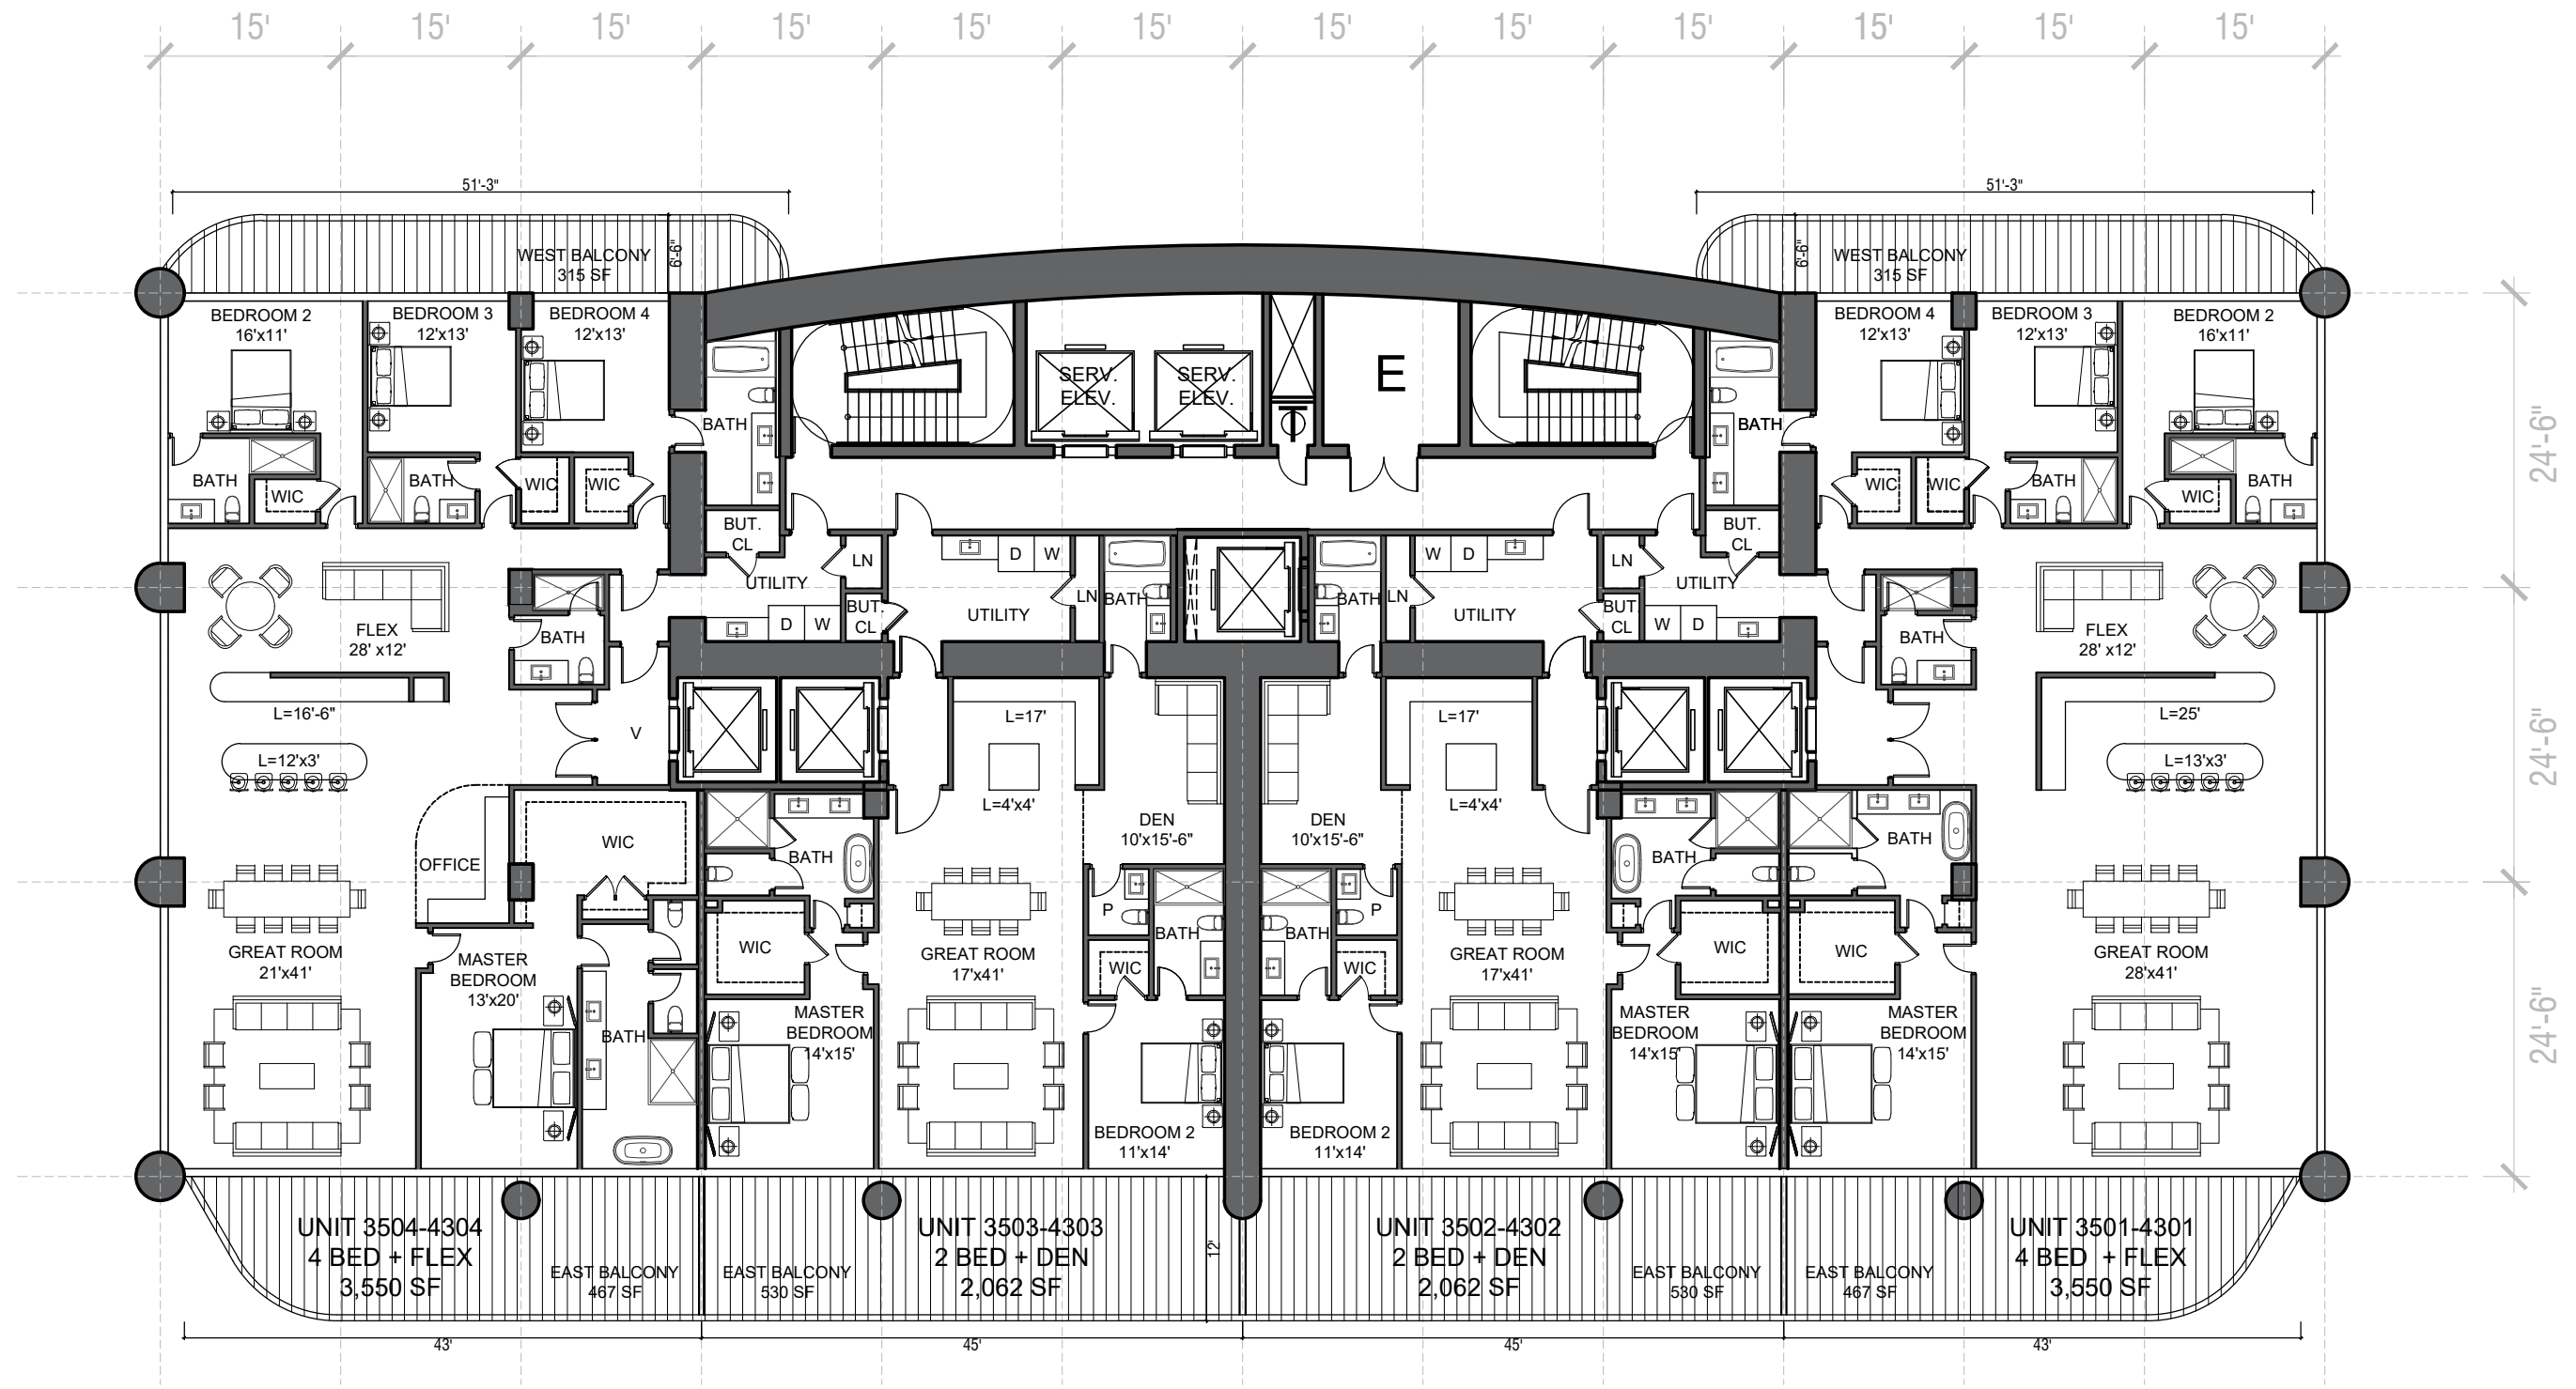 15' 15' 15' 15' 15' 15' 15' 15' 15' 15' 15' 15'
51'-3" 51'-3"
WEST BALCONY
315 SF
6'-6"
6'-6"
WEST BALCONY
315 SF
BEDROOM 2
16'x11'
BEDROOM 3
12'x13'
BEDROOM 4
12'x13'
BEDROOM 4
12'x13'
BEDROOM 3
12'x13'
BEDROOM 2
16'x11'
SERV.
ELEV.
SERV.
ELEV.
T
E
BATH
BATH
24'-6"
BATH
WIC
BATH
WIC
WIC
WIC
WIC
BATH
WIC
BATH
BUT.
CL
BUT.
CL
LN
D W
W D
LN
UTILITY
UTILITY
BUT.
CL
UTILITY
LN
BATH
BATH
LN
UTILITY
BUT.
CL
D W
W D
BATH
BATH
FLEX
28' x12'
FLEX
28' x12'
L=16'-6"
V
L=17'
L=17'
L=25'
L=12'x3'
L=13'x3'
24'-6"
L=4'x4'
L=4'x4'
DEN
10'x15'-6"
DEN
10'x15'-6"
WIC
OFFICE
BATH
BATH
BATH
P
P
BATH
BATH
WIC
WIC
WIC
WIC
WIC
GREAT ROOM
21'x41'
MASTER
BEDROOM
13'x20'
GREAT ROOM
17'x41'
GREAT ROOM
17'x41'
GREAT ROOM
28'x41'
BATH
MASTER
BEDROOM
14'x15'
MASTER
BEDROOM
14'x15'
MASTER
BEDROOM
14'x15'
24'-6"
BEDROOM 2
11'x14'
BEDROOM 2
11'x14'
UNIT 3504-4304
4 BED + FLEX
3,550 SF
EAST BALCONY
467 SF
EAST BALCONY
530 SF
UNIT 3503-4303
2 BED + DEN
2,062 SF
12'
UNIT 3502-4302
2 BED + DEN
2,062 SF
EAST BALCONY
530 SF
EAST BALCONY
467 SF
UNIT 3501-4301
4 BED + FLEX
3,550 SF
43' 45' 45' 43'